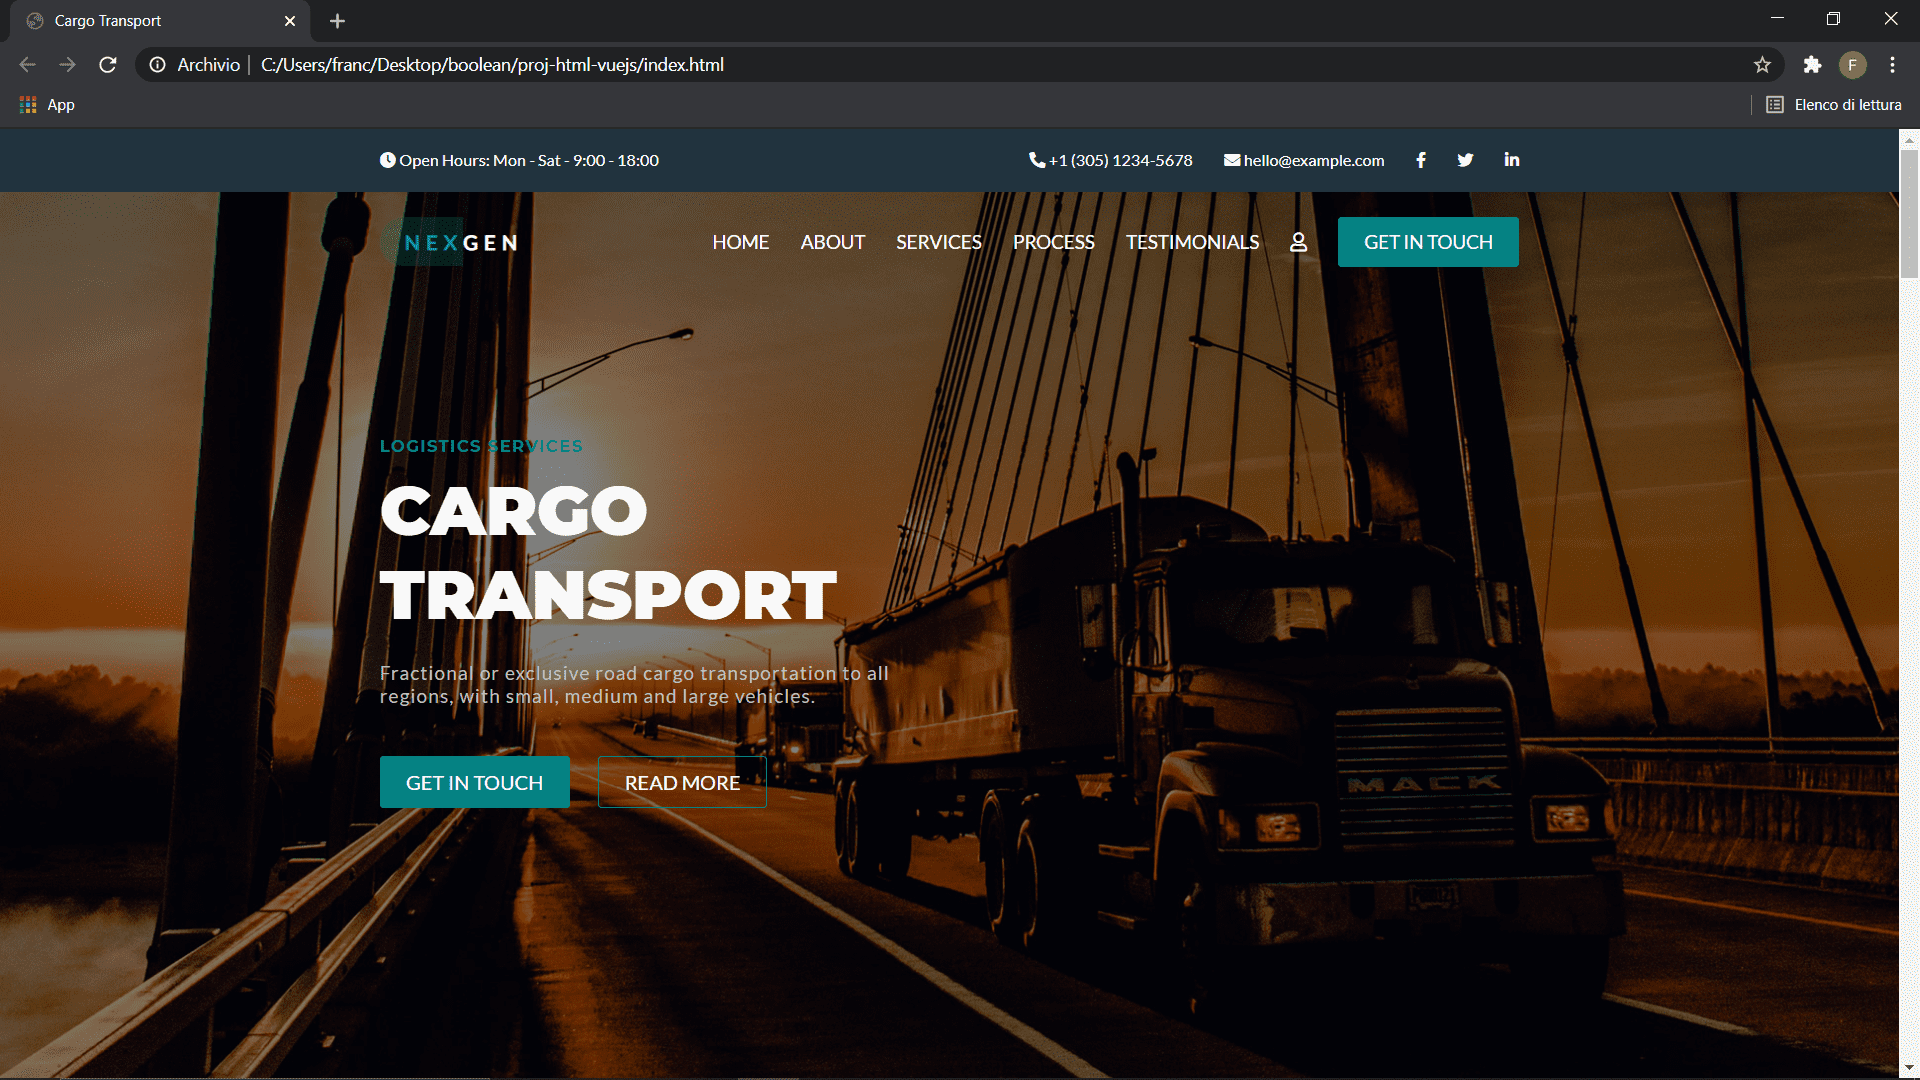 Cargo Transport
Archivio | C:/Users/franc/Desktop/boolean/proj-html-vuejs/index.html
F
App
Elenco di lettura
Open Hours: Mon - Sat - 9:00 - 18:00
+1 (305) 1234-5678
hello@example.com
NEXGEN
HOME
ABOUT
SERVICES
PROCESS
TESTIMONIALS
GET IN TOUCH
LOGISTICS SERVICES
CARGO
TRANSPORT
Fractional or exclusive road cargo transportation to all
regions, with small, medium and large vehicles.
GET IN TOUCH
READ MORE
MACK